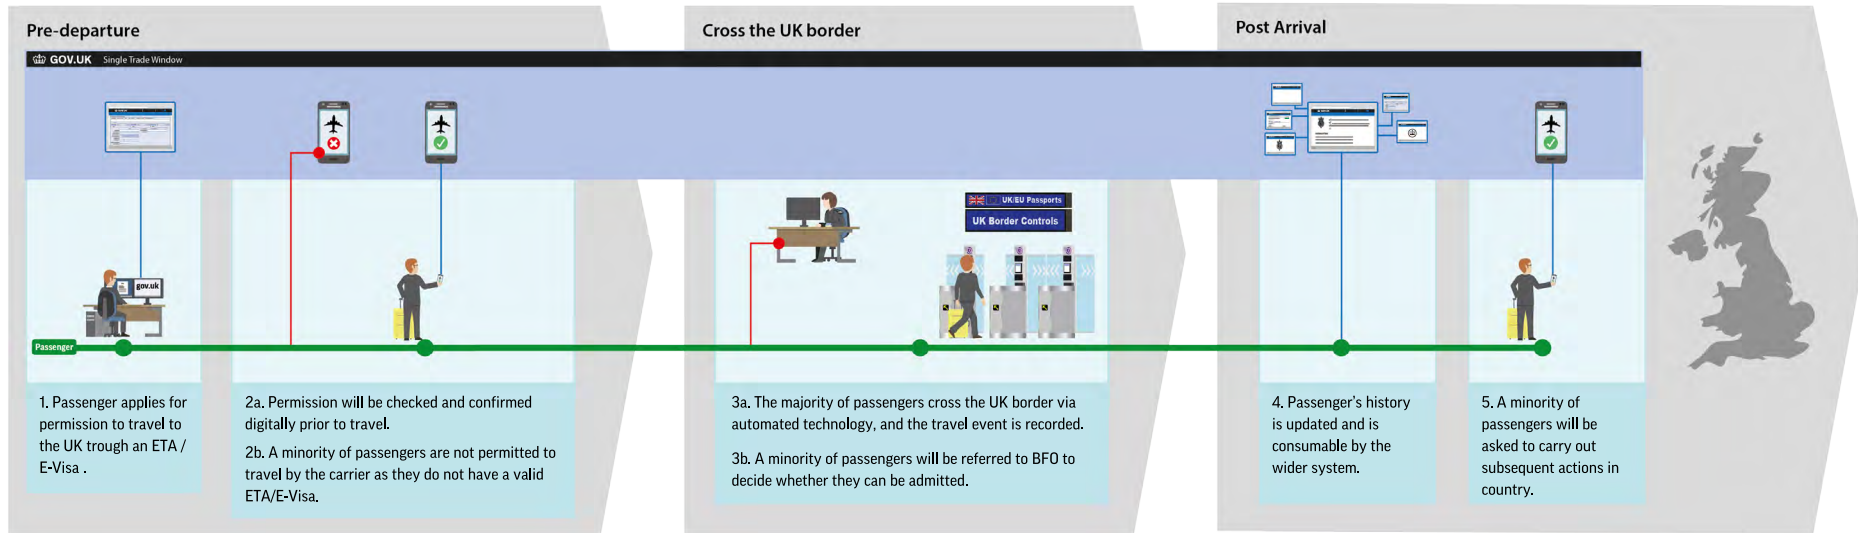 Pre-departure
Cross the UK border
Post Arrival
GOV.UK Single Trade Window
UK/EU Passports
UK Border Controls
gov.uk
Passenger
1. Passenger applies for
permission to travel to
the UK trough an ETA /
E-Visa .
2a. Permission will be checked and confirmed
digitally prior to travel.
2b. A minority of passengers are not permitted to
travel by the carrier as they do not have a valid
ETA/E-Visa.
3a. The majority of passengers cross the UK border via
automated technology, and the travel event is recorded.
3b. A minority of passengers will be referred to BFO to
decide whether they can be admitted.
4. Passenger's history
is updated and is
consumable by the
wider system.
5. A minority of
passengers will be
asked to carry out
subsequent actions in
country.